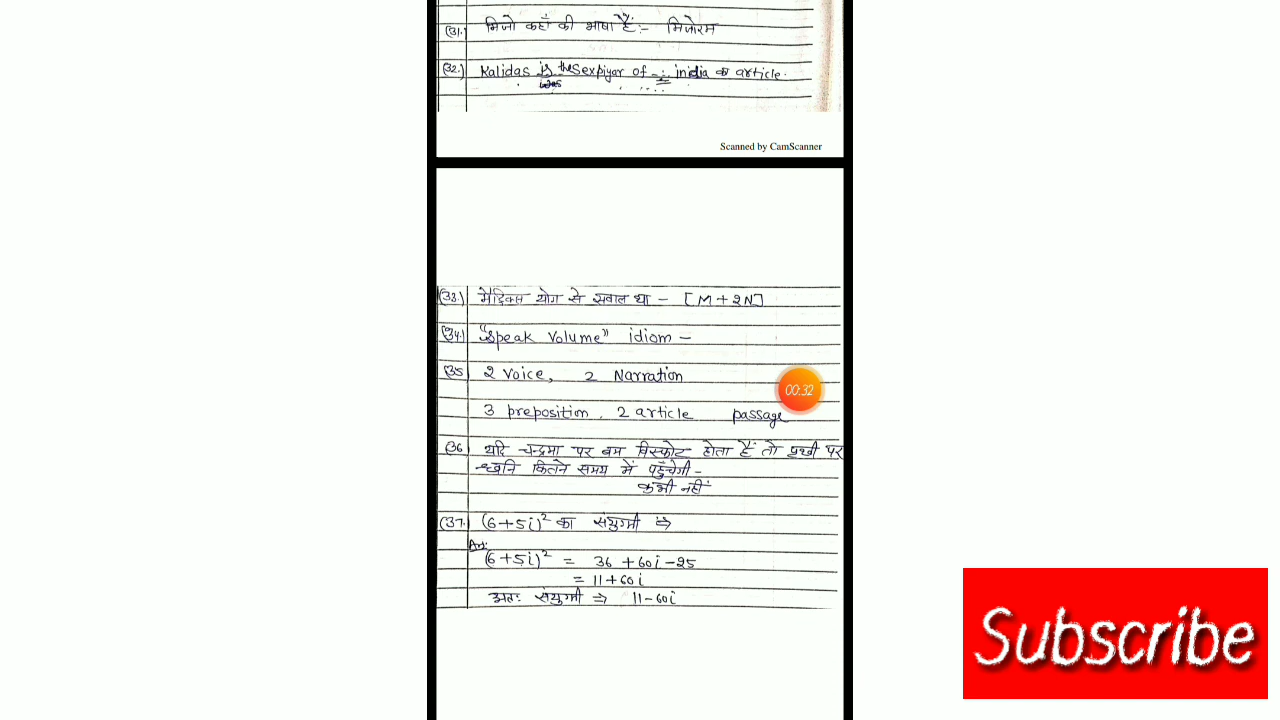 (31.) मिजो कहाँ की भाषा हैं :- मिजोरम
(32.) Kalidas is the Sexpiyar of ... india का article.
was
Scanned by CamScanner
(33.) मैट्रिक्स योग से सवाल था - [M + 2N]
(34.) "Speak Volume" idiom -
(35 2 Voice, 2 Narration
3 preposition, 2 article passage
00:32
(36 यदि चन्द्रमा पर बम विस्फोट होता हैं तो पृथ्वी पर
ध्वनि कितने समय में पहुँचेगी -
कभी नहीं
(37. (6+5i)² का संयुग्मी ⇒
Ans:
(6+5i)² = 36 + 60i - 25
= 11 + 60i
अतः संयुग्मी ⇒ 11 - 60i
Subscribe